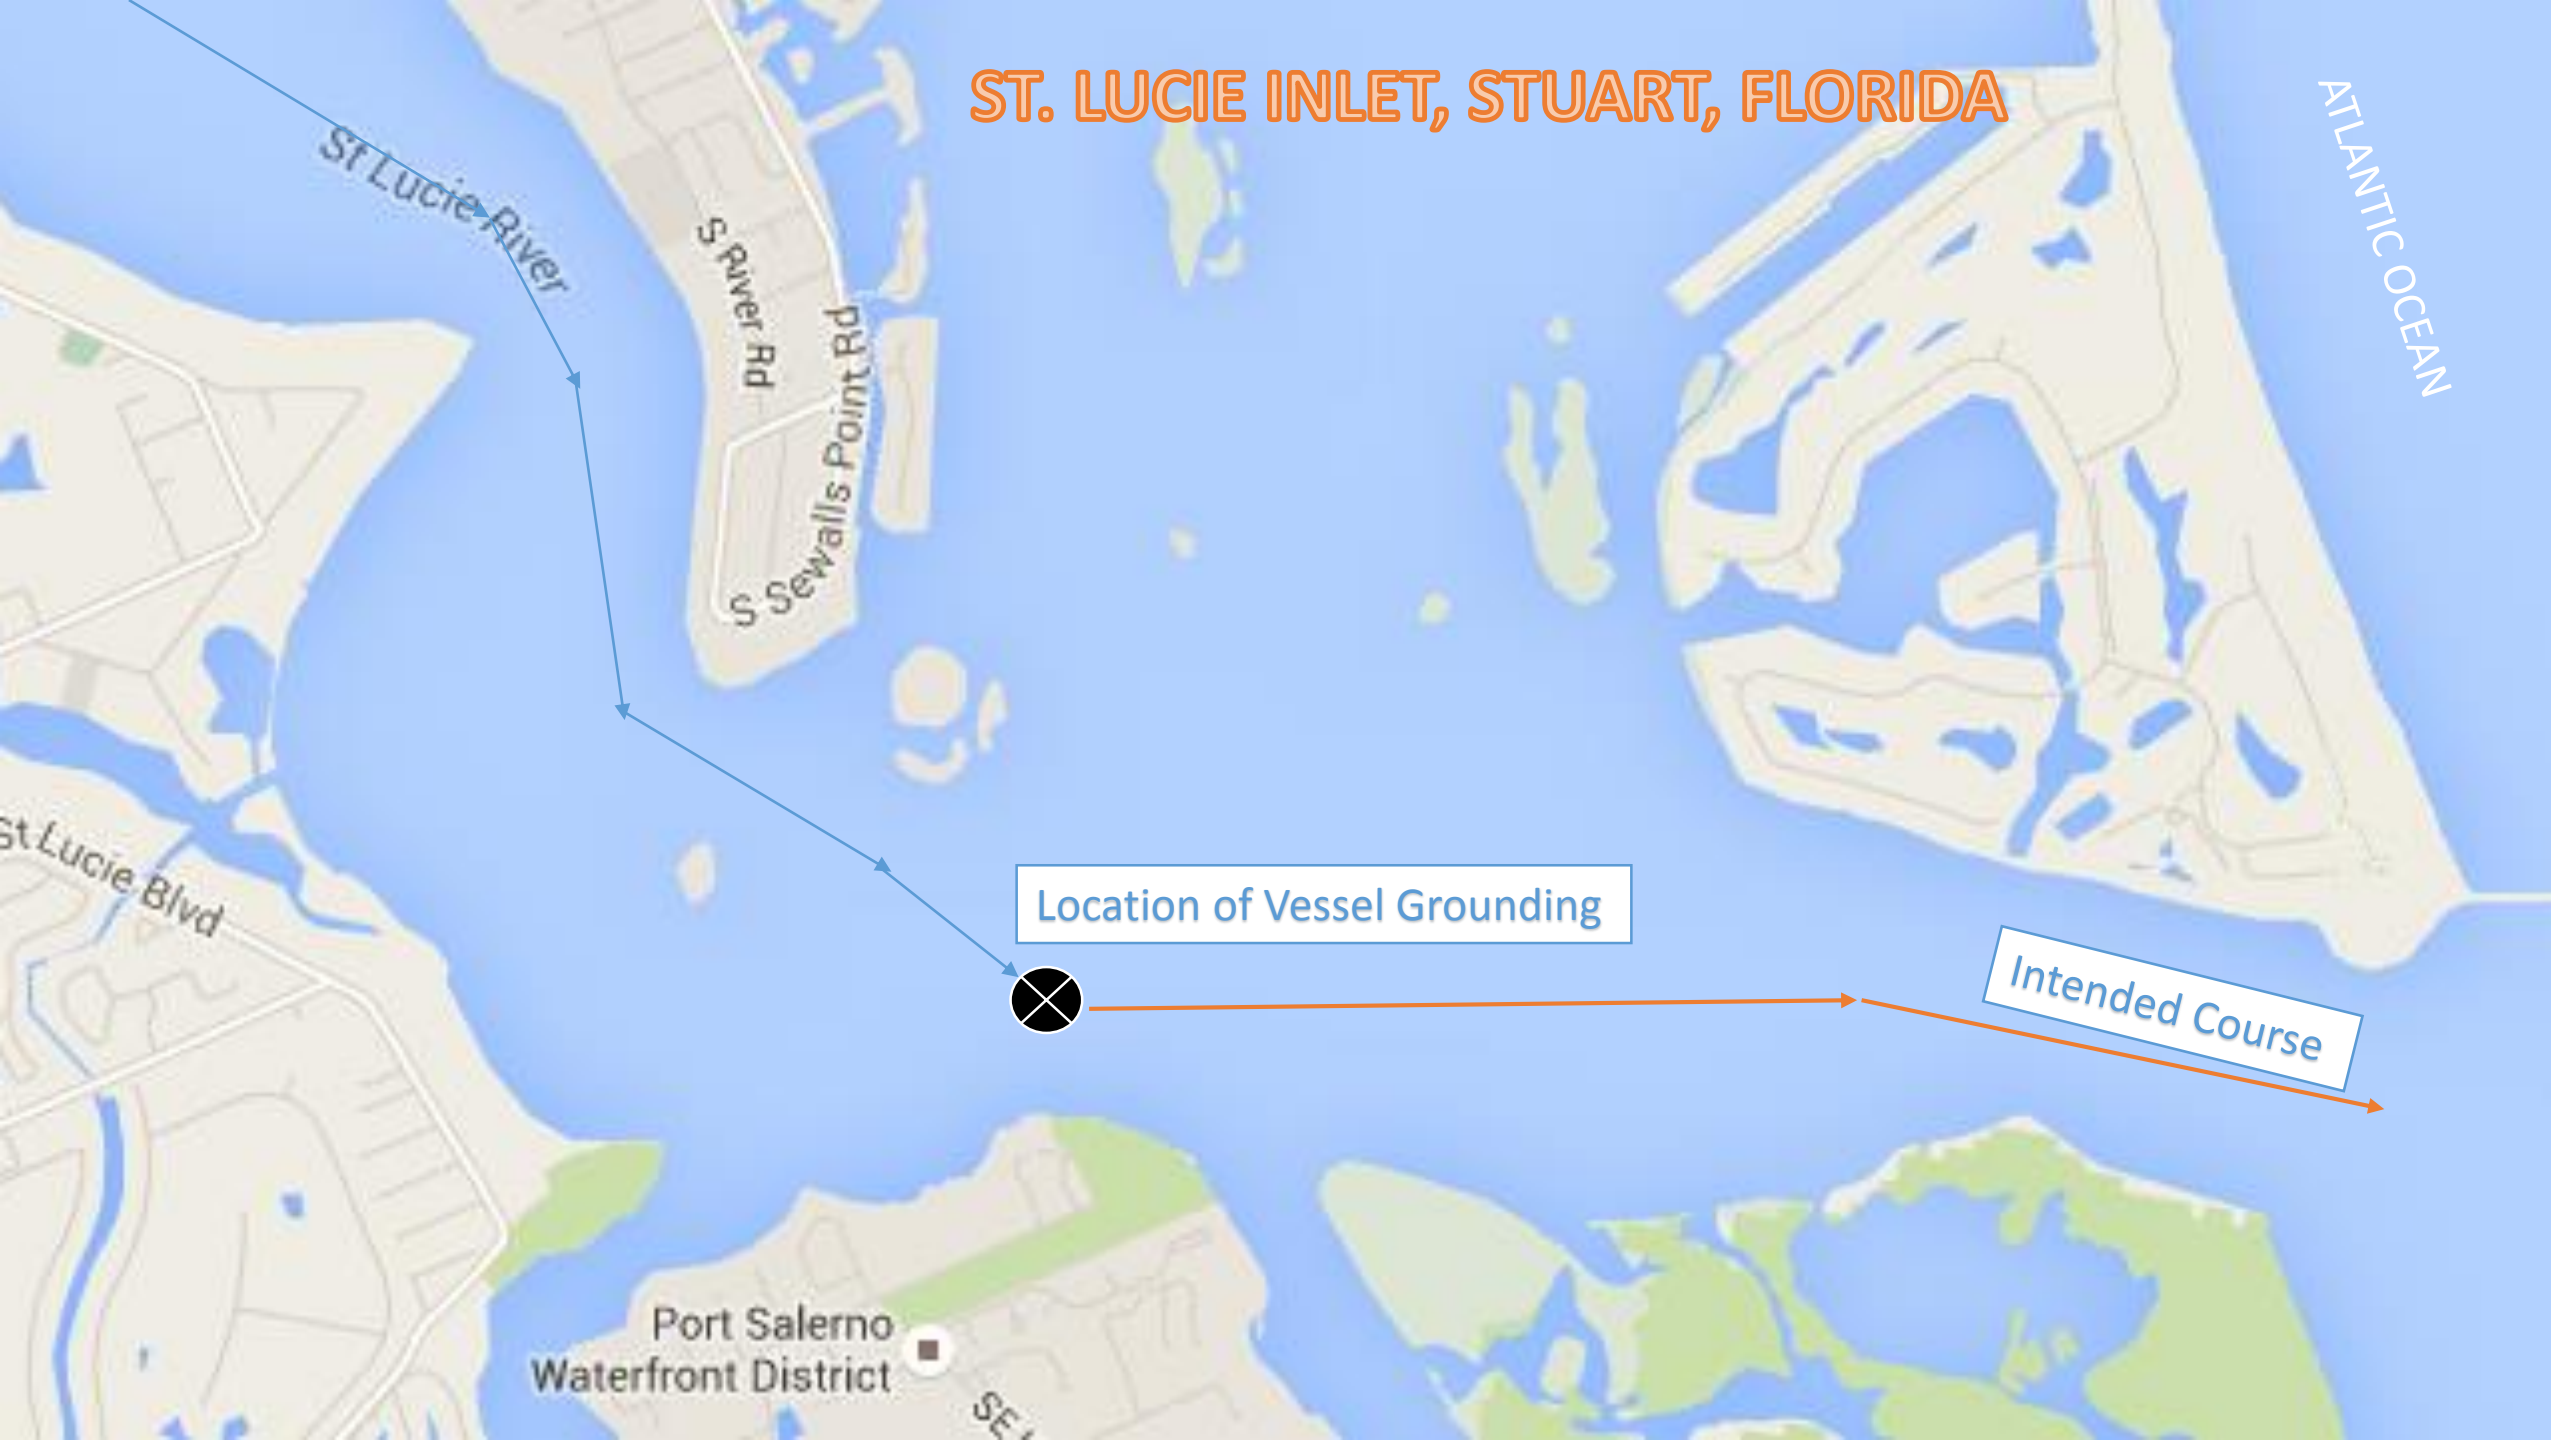 ST. LUCIE INLET, STUART, FLORIDA
ATLANTIC OCEAN
St Lucie River
S River Rd
S Sewalls Point Rd
St Lucie Blvd
Location of Vessel Grounding
Intended Course
Port Salerno
Waterfront District
SE